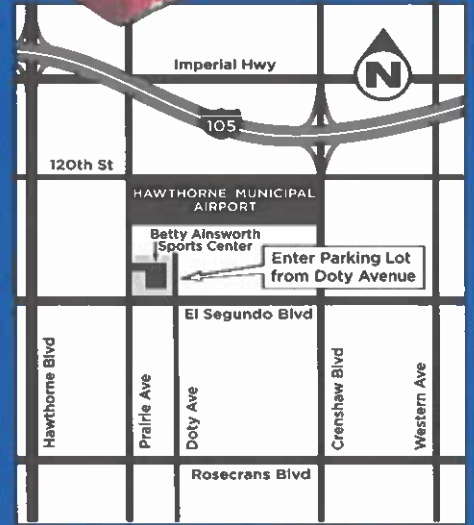 Imperial Hwy
N
105
120th St
HAWTHORNE MUNICIPAL
AIRPORT
Betty Ainsworth
Sports Center
Enter Parking Lot
from Doty Avenue
El Segundo Blvd
Hawthorne Blvd
Prairie Ave
Doty Ave
Crenshaw Blvd
Western Ave
Rosecrans Blvd